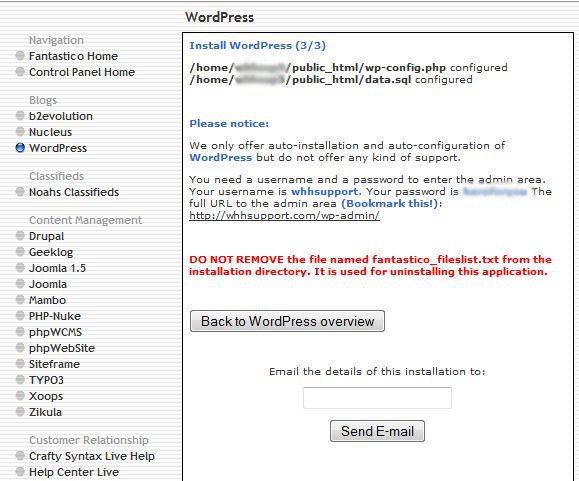 WordPress
Navigation
Fantastico Home
Control Panel Home
Blogs
b2evolution
Nucleus
WordPress
Classifieds
Noahs Classifieds
Content Management
Drupal
Geeklog
Joomla 1.5
Joomla
Mambo
PHP-Nuke
phpWCMS
phpWebSite
Siteframe
TYPO3
Xoops
Zikula
Customer Relationship
Crafty Syntax Live Help
Help Center Live
Install WordPress (3/3)
/home/ /public_html/wp-config.php configured
/home/ /public_html/data.sql configured
Please notice:
We only offer auto-installation and auto-configuration of
WordPress but do not offer any kind of support.
You need a username and a password to enter the admin area.
Your username is whhsupport. Your password is The
full URL to the admin area (Bookmark this!):
http://whhsupport.com/wp-admin/
DO NOT REMOVE the file named fantastico_fileslist.txt from the
installation directory. It is used for uninstalling this application.
Back to WordPress overview
Email the details of this installation to:
Send E-mail